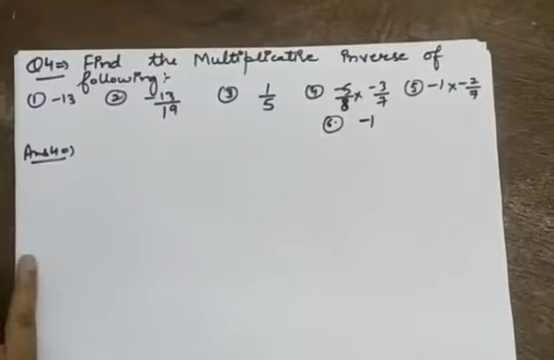 Q4⇒ Find the Multiplicative Inverse of
following:
① -13 ② -13/19 ③ 1/5 ④ -5/8 × -3/7 ⑤ -1 × -2/7
⑥ -1
Ans4⇒